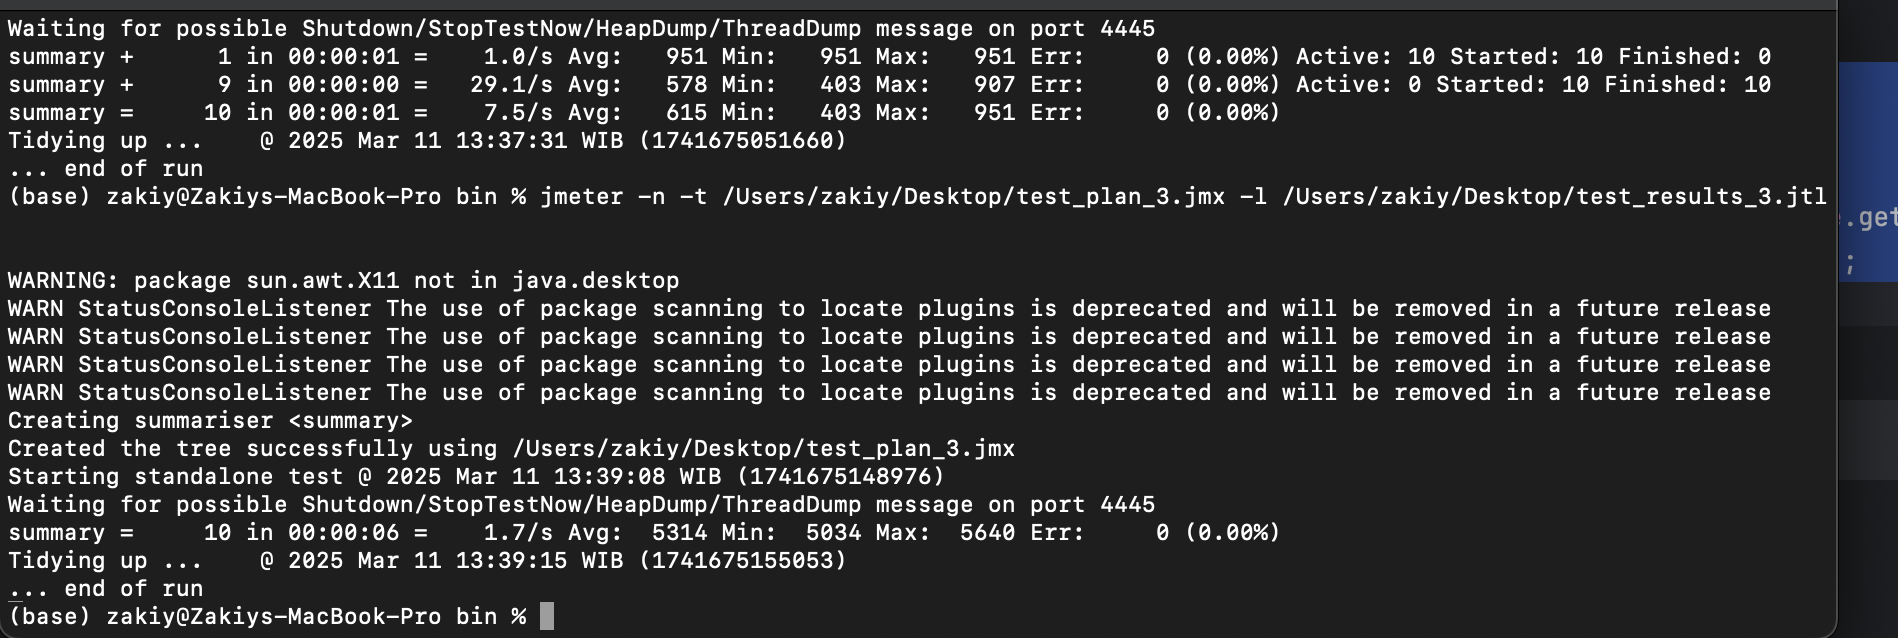 Waiting for possible Shutdown/StopTestNow/HeapDump/ThreadDump message on port 4445
summary +      1 in 00:00:01 =    1.0/s Avg:   951 Min:   951 Max:   951 Err:     0 (0.00%) Active: 10 Started: 10 Finished: 0
summary +      9 in 00:00:00 =   29.1/s Avg:   578 Min:   403 Max:   907 Err:     0 (0.00%) Active: 0 Started: 10 Finished: 10
summary =     10 in 00:00:01 =    7.5/s Avg:   615 Min:   403 Max:   951 Err:     0 (0.00%)
Tidying up ...    @ 2025 Mar 11 13:37:31 WIB (1741675051660)
... end of run
(base) zakiy@Zakiys-MacBook-Pro bin % jmeter -n -t /Users/zakiy/Desktop/test_plan_3.jmx -l /Users/zakiy/Desktop/test_results_3.jtl
.get
;
WARNING: package sun.awt.X11 not in java.desktop
WARN StatusConsoleListener The use of package scanning to locate plugins is deprecated and will be removed in a future release
WARN StatusConsoleListener The use of package scanning to locate plugins is deprecated and will be removed in a future release
WARN StatusConsoleListener The use of package scanning to locate plugins is deprecated and will be removed in a future release
WARN StatusConsoleListener The use of package scanning to locate plugins is deprecated and will be removed in a future release
Creating summariser <summary>
Created the tree successfully using /Users/zakiy/Desktop/test_plan_3.jmx
Starting standalone test @ 2025 Mar 11 13:39:08 WIB (1741675148976)
Waiting for possible Shutdown/StopTestNow/HeapDump/ThreadDump message on port 4445
summary =     10 in 00:00:06 =    1.7/s Avg:  5314 Min:  5034 Max:  5640 Err:     0 (0.00%)
Tidying up ...    @ 2025 Mar 11 13:39:15 WIB (1741675155053)
... end of run
(base) zakiy@Zakiys-MacBook-Pro bin %